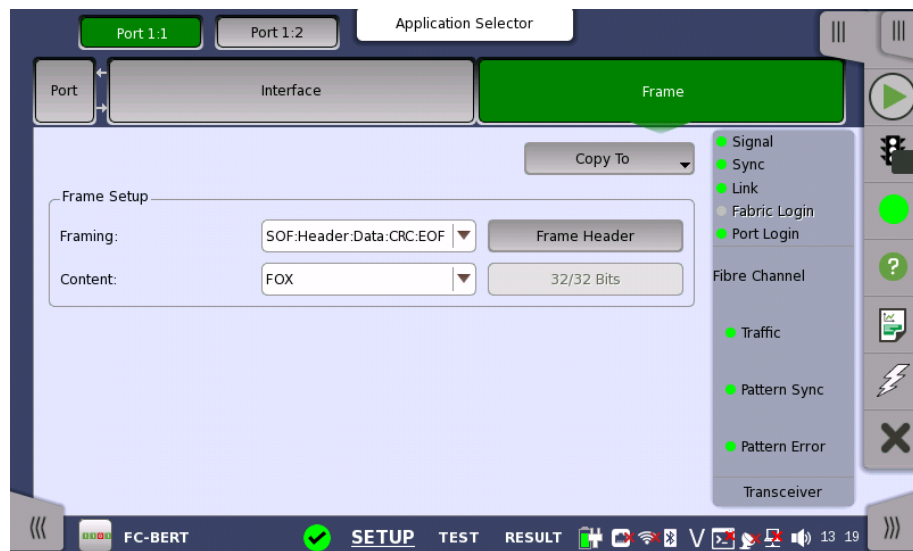 Port 1:1
Port 1:2
Application Selector
Port
Interface
Frame
Copy To
Signal
Sync
Link
Fabric Login
Port Login
Frame Setup
Framing:
SOF:Header:Data:CRC:EOF
Frame Header
Content:
FOX
32/32 Bits
Fibre Channel
Traffic
Pattern Sync
Pattern Error
Transceiver
FC-BERT
SETUP
TEST
RESULT
V
13 19